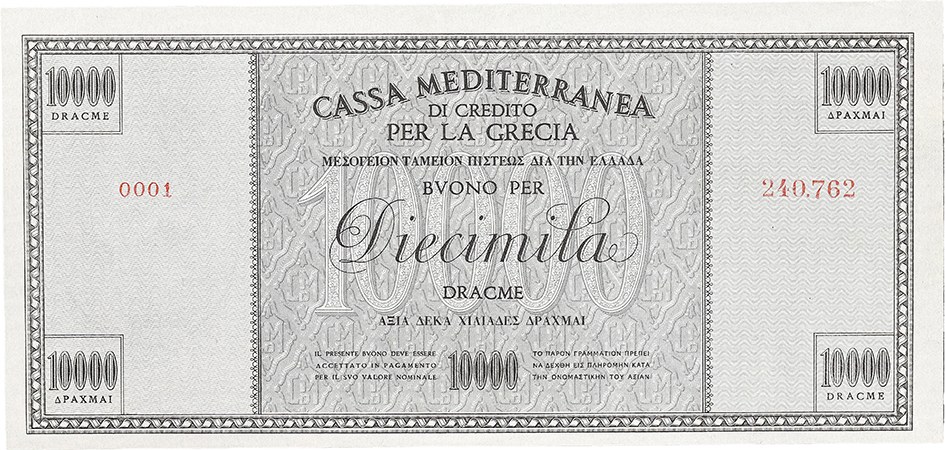 10000
DRACME
10000
ΔΡΑΧΜΑΙ
CASSA MEDITERRANEA
DI CREDITO
PER LA GRECIA
ΜΕΣΟΓΕΙΟΝ ΤΑΜΕΙΟΝ ΠΙΣΤΕΩΣ ΔΙΑ ΤΗΝ ΕΛΛΑΔΑ
0001
240.762
BVONO PER
10000
Diecimila
DRACME
ΑΞΙΑ ΔΕΚΑ ΧΙΛΙΑΔΕΣ ΔΡΑΧΜΑΙ
IL PRESENTE BVONO DEVE ESSERE
ACCETTATO IN PAGAMENTO
PER IL SVO VALORE NOMINALE
10000
ΤΟ ΠΑΡΟΝ ΓΡΑΜΜΑΤΙΟΝ ΠΡΕΠΕΙ
ΝΑ ΔΕΧΘΗ ΕΙΣ ΠΛΗΡΟΜΗΝ ΚΑΤΑ
ΤΗΝ ΟΝΟΜΑΣΤΙΚΗΝ ΤΟΥ ΑΞΙΑΝ
10000
ΔΡΑΧΜΑΙ
10000
DRACME